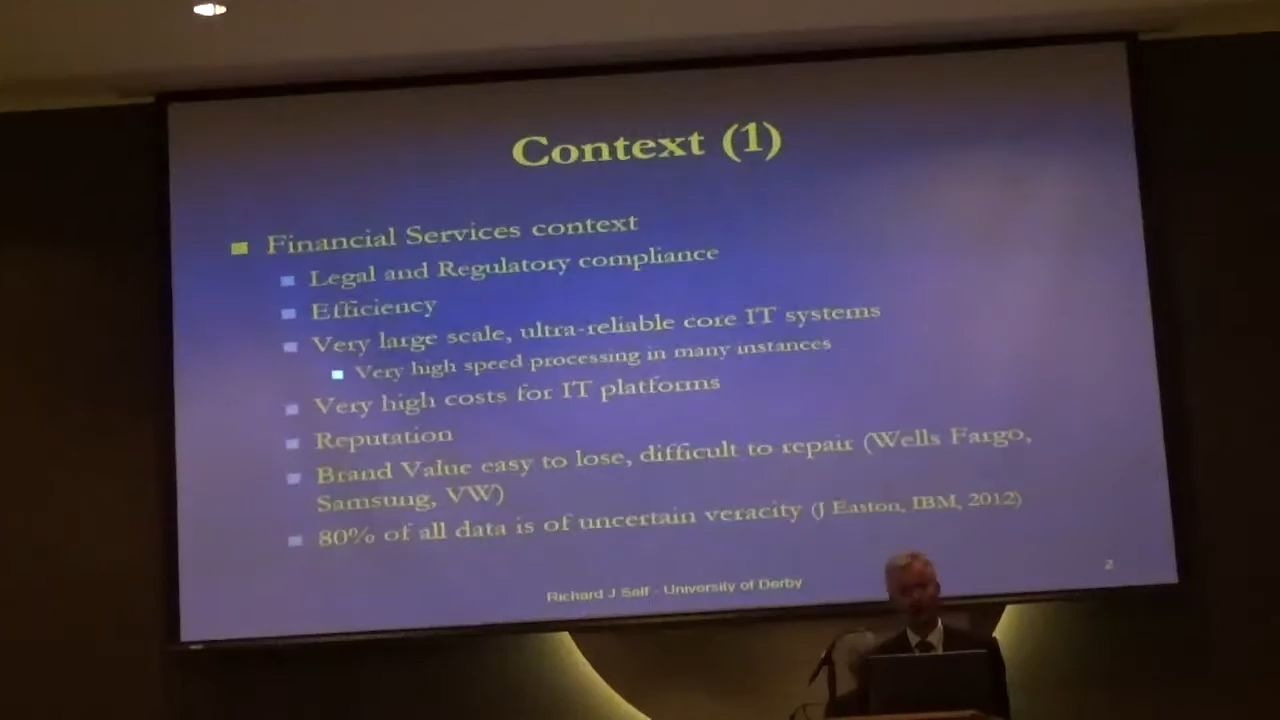 Context (1)
Financial Services context
Legal and Regulatory compliance
Efficiency
Very large scale, ultra-reliable core IT systems
Very high speed processing in many instances
Very high costs for IT platforms
Reputation
Brand Value easy to lose, difficult to repair (Wells Fargo,
Samsung, VW)
80% of all data is of uncertain veracity (J Easton, IBM, 2012)
Richard J Self - University of Derby
2